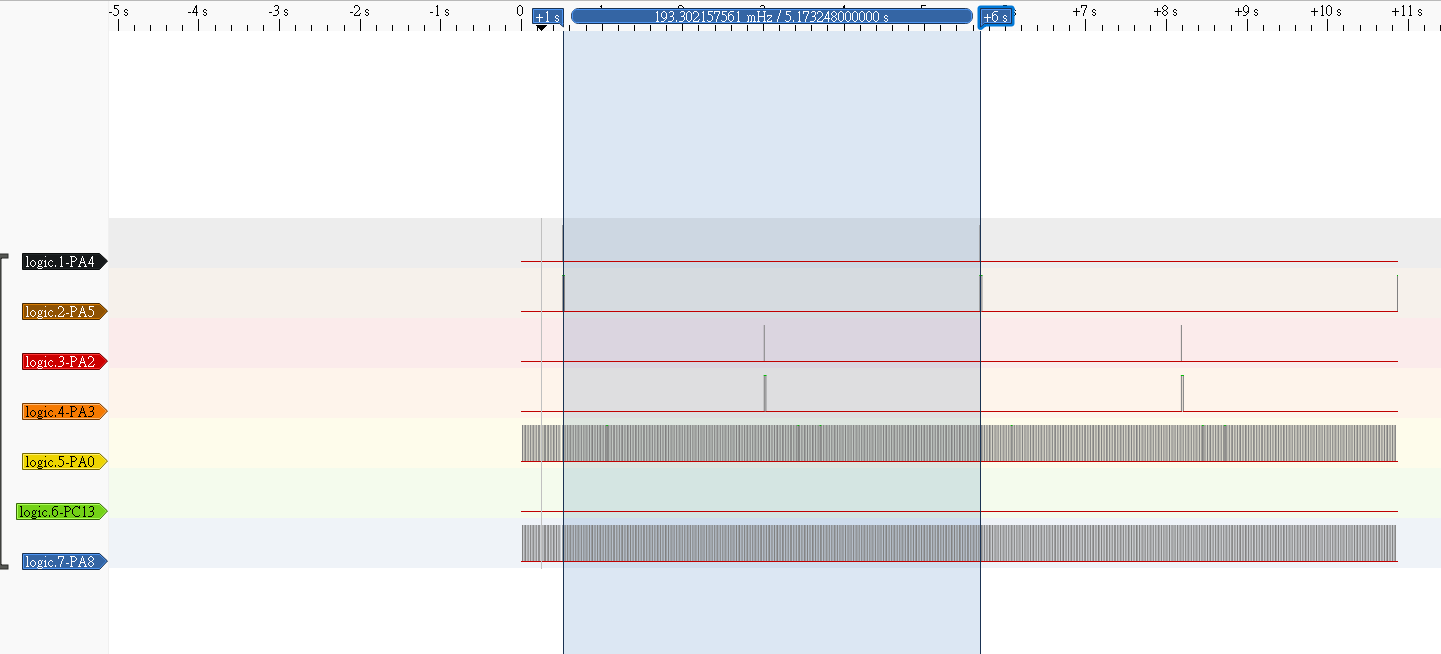 -5 s -4 s -3 s -2 s -1 s 0 +1 s 193.302157561 mHz / 5.173248000000 s +6 s +7 s +8 s +9 s +10 s +11 s
logic.1-PA4
logic.2-PA5
logic.3-PA2
logic.4-PA3
logic.5-PA0
logic.6-PC13
logic.7-PA8